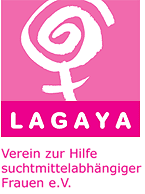 LAGAYA
Verein zur Hilfe
suchtmittelabhängiger
Frauen e.V.